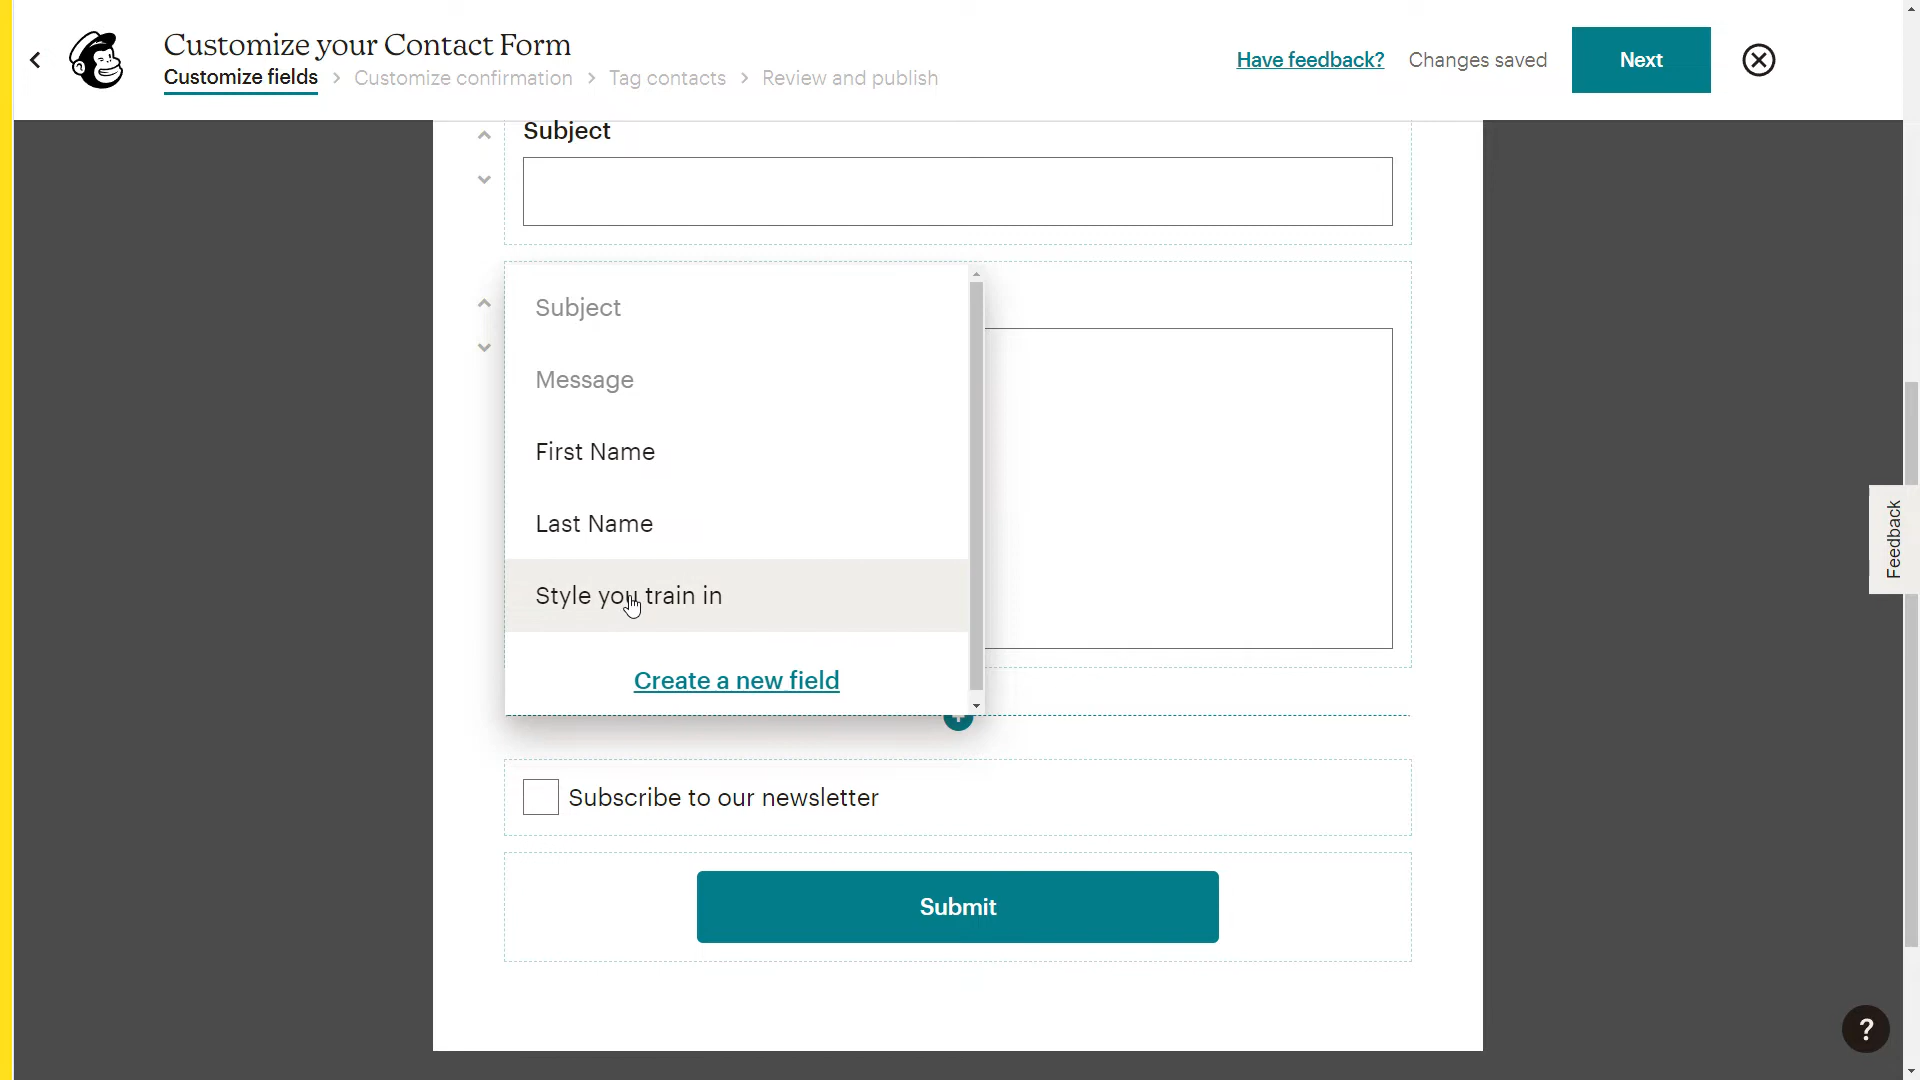 Customize your Contact Form
Customize fields > Customize confirmation > Tag contacts > Review and publish
Have feedback?
Changes saved
Next
Subject
Subject
Message
First Name
Last Name
Style you train in
Create a new field
Subscribe to our newsletter
Submit
Feedback
?